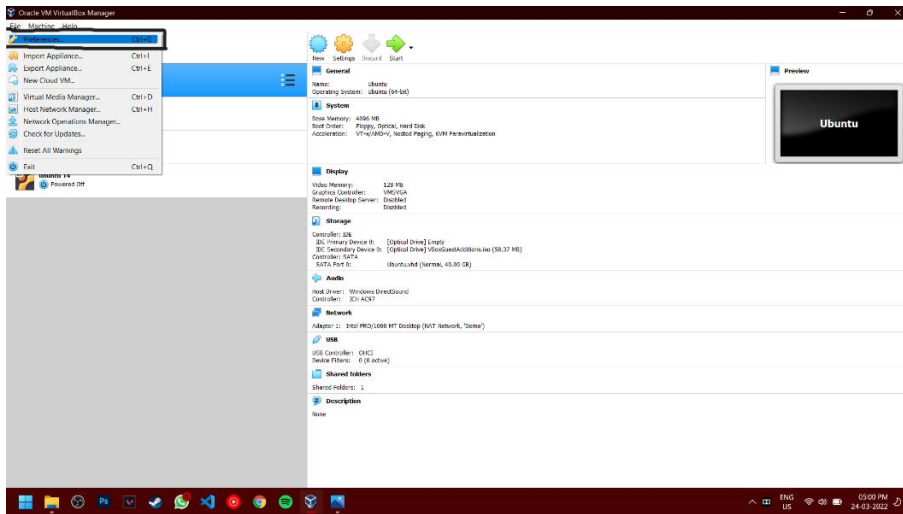 Oracle VM VirtualBox Manager
File Machine Help
Preferences... Ctrl+G
Import Appliance... Ctrl+I
Export Appliance... Ctrl+E
New Cloud VM...
Virtual Media Manager... Ctrl+D
Host Network Manager... Ctrl+H
Network Operations Manager...
Check for Updates...
Reset All Warnings
Exit Ctrl+Q
Ubuntu 14
Powered Off
New Settings Discard Start
General
Name: Ubuntu
Operating System: Ubuntu (64-bit)
System
Base Memory: 4096 MB
Boot Order: Floppy, Optical, Hard Disk
Acceleration: VT-x/AMD-V, Nested Paging, KVM Paravirtualization
Preview
Ubuntu
Display
Video Memory: 128 MB
Graphics Controller: VMSVGA
Remote Desktop Server: Disabled
Recording: Disabled
Storage
Controller: IDE
IDE Primary Device 0: [Optical Drive] Empty
IDE Secondary Device 0: [Optical Drive] VBoxGuestAdditions.iso (58.37 MB)
Controller: SATA
SATA Port 0: Ubuntu.vhd (Normal, 40.00 GB)
Audio
Host Driver: Windows DirectSound
Controller: ICH AC97
Network
Adapter 1: Intel PRO/1000 MT Desktop (NAT Network, 'Demo')
USB
USB Controller: OHCI
Device Filters: 0 (0 active)
Shared folders
Shared Folders: 1
Description
None
Ps
ENG
US
05:00 PM
24-03-2022